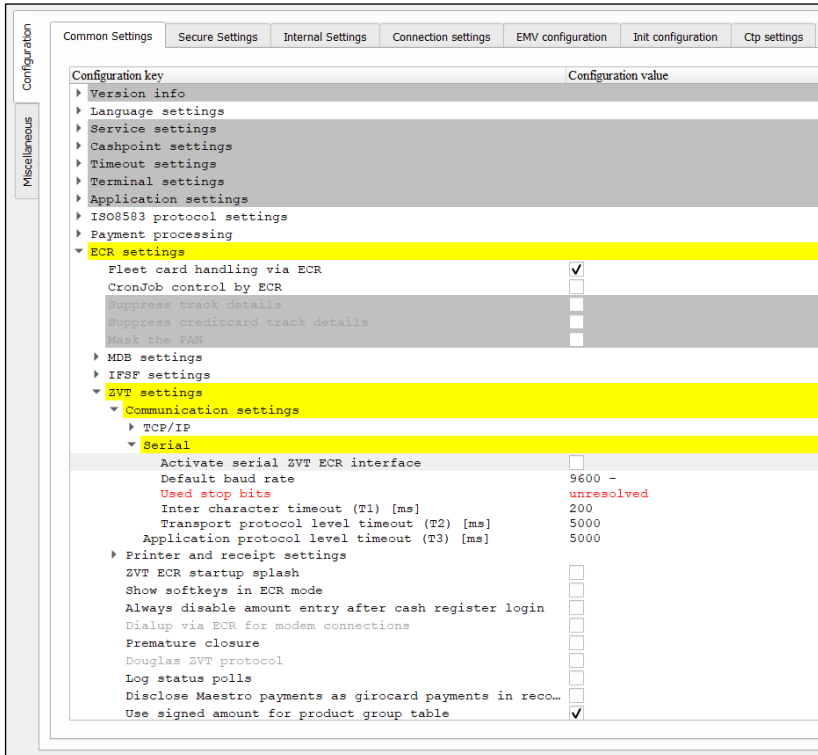 Configuration
Miscellaneous
Common Settings Secure Settings Internal Settings Connection settings EMV configuration Init configuration Ctp settings
Configuration key Configuration value
Version info
Language settings
Service settings
Cashpoint settings
Timeout settings
Terminal settings
Application settings
ISO8583 protocol settings
Payment processing
ECR settings
Fleet card handling via ECR
CronJob control by ECR
Suppress track details
Suppress creditcard track details
Mask the PAN
MDB settings
IFSF settings
ZVT settings
Communication settings
TCP/IP
Serial
Activate serial ZVT ECR interface
Default baud rate 9600 -
Used stop bits unresolved
Inter character timeout (T1) [ms] 200
Transport protocol level timeout (T2) [ms] 5000
Application protocol level timeout (T3) [ms] 5000
Printer and receipt settings
ZVT ECR startup splash
Show softkeys in ECR mode
Always disable amount entry after cash register login
Dialup via ECR for modem connections
Premature closure
Douglas ZVT protocol
Log status polls
Disclose Maestro payments as girocard payments in reco...
Use signed amount for product group table